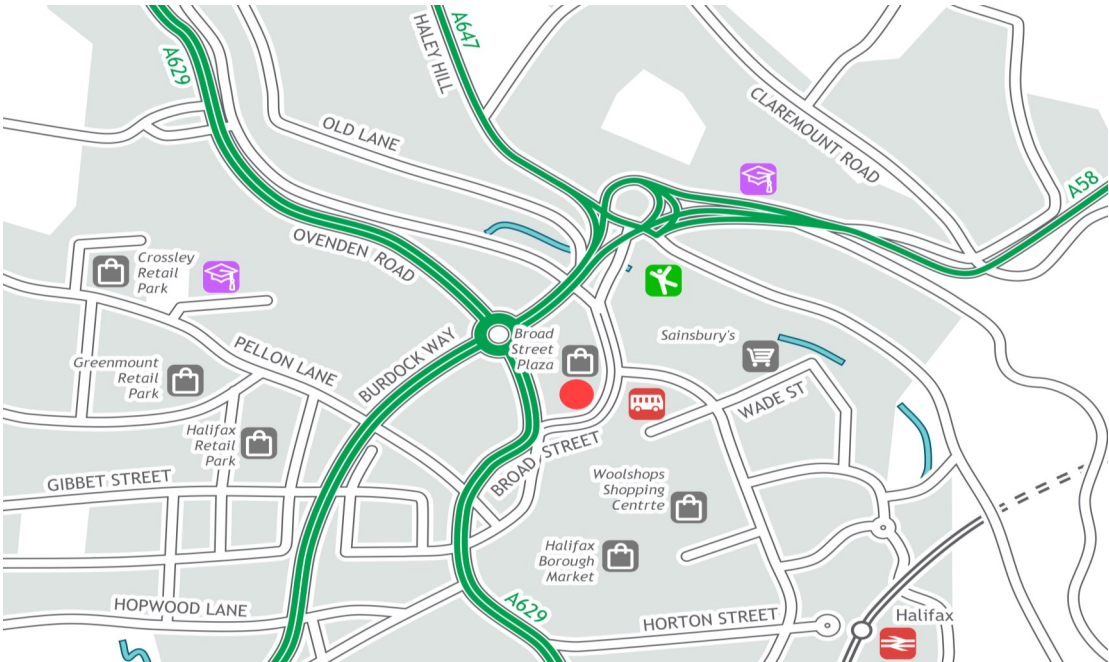 A629
HALEY HILL
A647
OLD LANE
CLAREMOUNT ROAD
A58
OVENDEN ROAD
Crossley
Retail
Park
Greenmount
Retail
Park
PELLON LANE
BURDOCK WAY
Broad
Street
Plaza
Sainsbury's
WADE ST
Halifax
Retail
Park
GIBBET STREET
BROAD STREET
Woolshops
Shopping
Centrte
Halifax
Borough
Market
HOPWOOD LANE
A629
HORTON STREET
Halifax